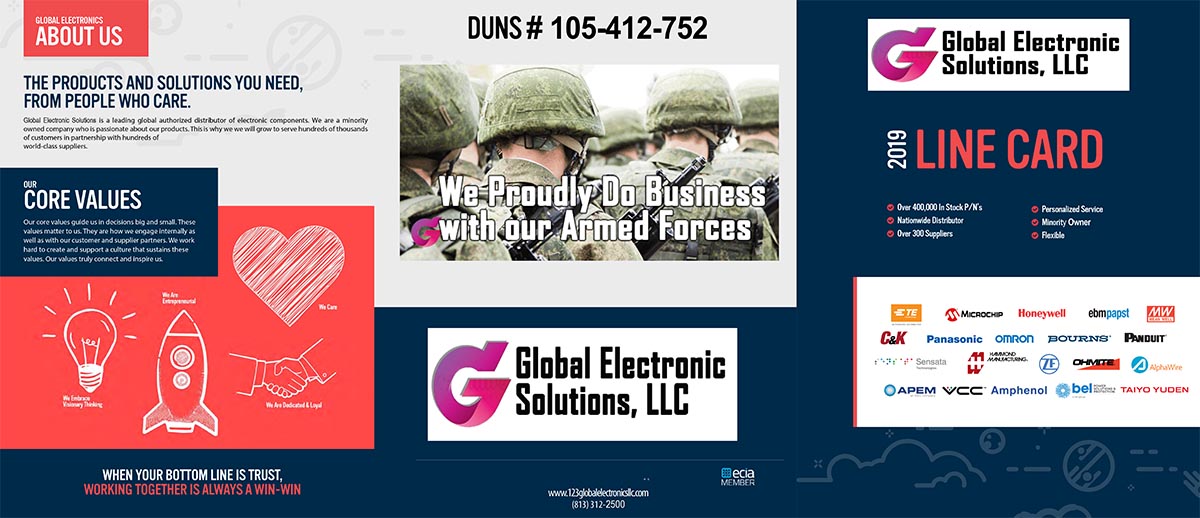 GLOBAL ELECTRONICS
ABOUT US
THE PRODUCTS AND SOLUTIONS YOU NEED,
FROM PEOPLE WHO CARE.
Global Electronic Solutions is a leading global authorized distributor of electronic components. We are a minority
owned company who is passionate about our products. This is why we we will grow to serve hundreds of thousands
of customers in partnership with hundreds of
world-class suppliers.
OUR
CORE VALUES
Our core values guide us in decisions big and small. These
values matter to us. They are how we engage internally as
well as with our customer and supplier partners. We work
hard to create and support a culture that sustains these
values. Our values truly connect and inspire us.
We Are
Entrepreneurial
We Care
We Embrace
Visionary Thinking
We Are Dedicated & Loyal
WHEN YOUR BOTTOM LINE IS TRUST,
WORKING TOGETHER IS ALWAYS A WIN-WIN
DUNS # 105-412-752
We Proudly Do Business
with our Armed Forces
Global Electronic
Solutions, LLC
ecia
MEMBER
www.123globalelectronicsllc.com
(813) 312-2500
Global Electronic
Solutions, LLC
2019
LINE CARD
Over 400,000 In Stock P/N's
Nationwide Distributor
Over 300 Suppliers
Personalized Service
Minority Owner
Flexible
TE
MICROCHIP
Honeywell
ebmpapst
MW
MEAN WELL
C&K
Panasonic
OMRON
BOURNS
PANDUIT
Sensata
Technologies
HAMMOND
MANUFACTURING
ZF
OHMITE
AlphaWire
APEM
VCC
Amphenol
bel
POWER
SOLUTIONS &
PROTECTION
TAIYO YUDEN